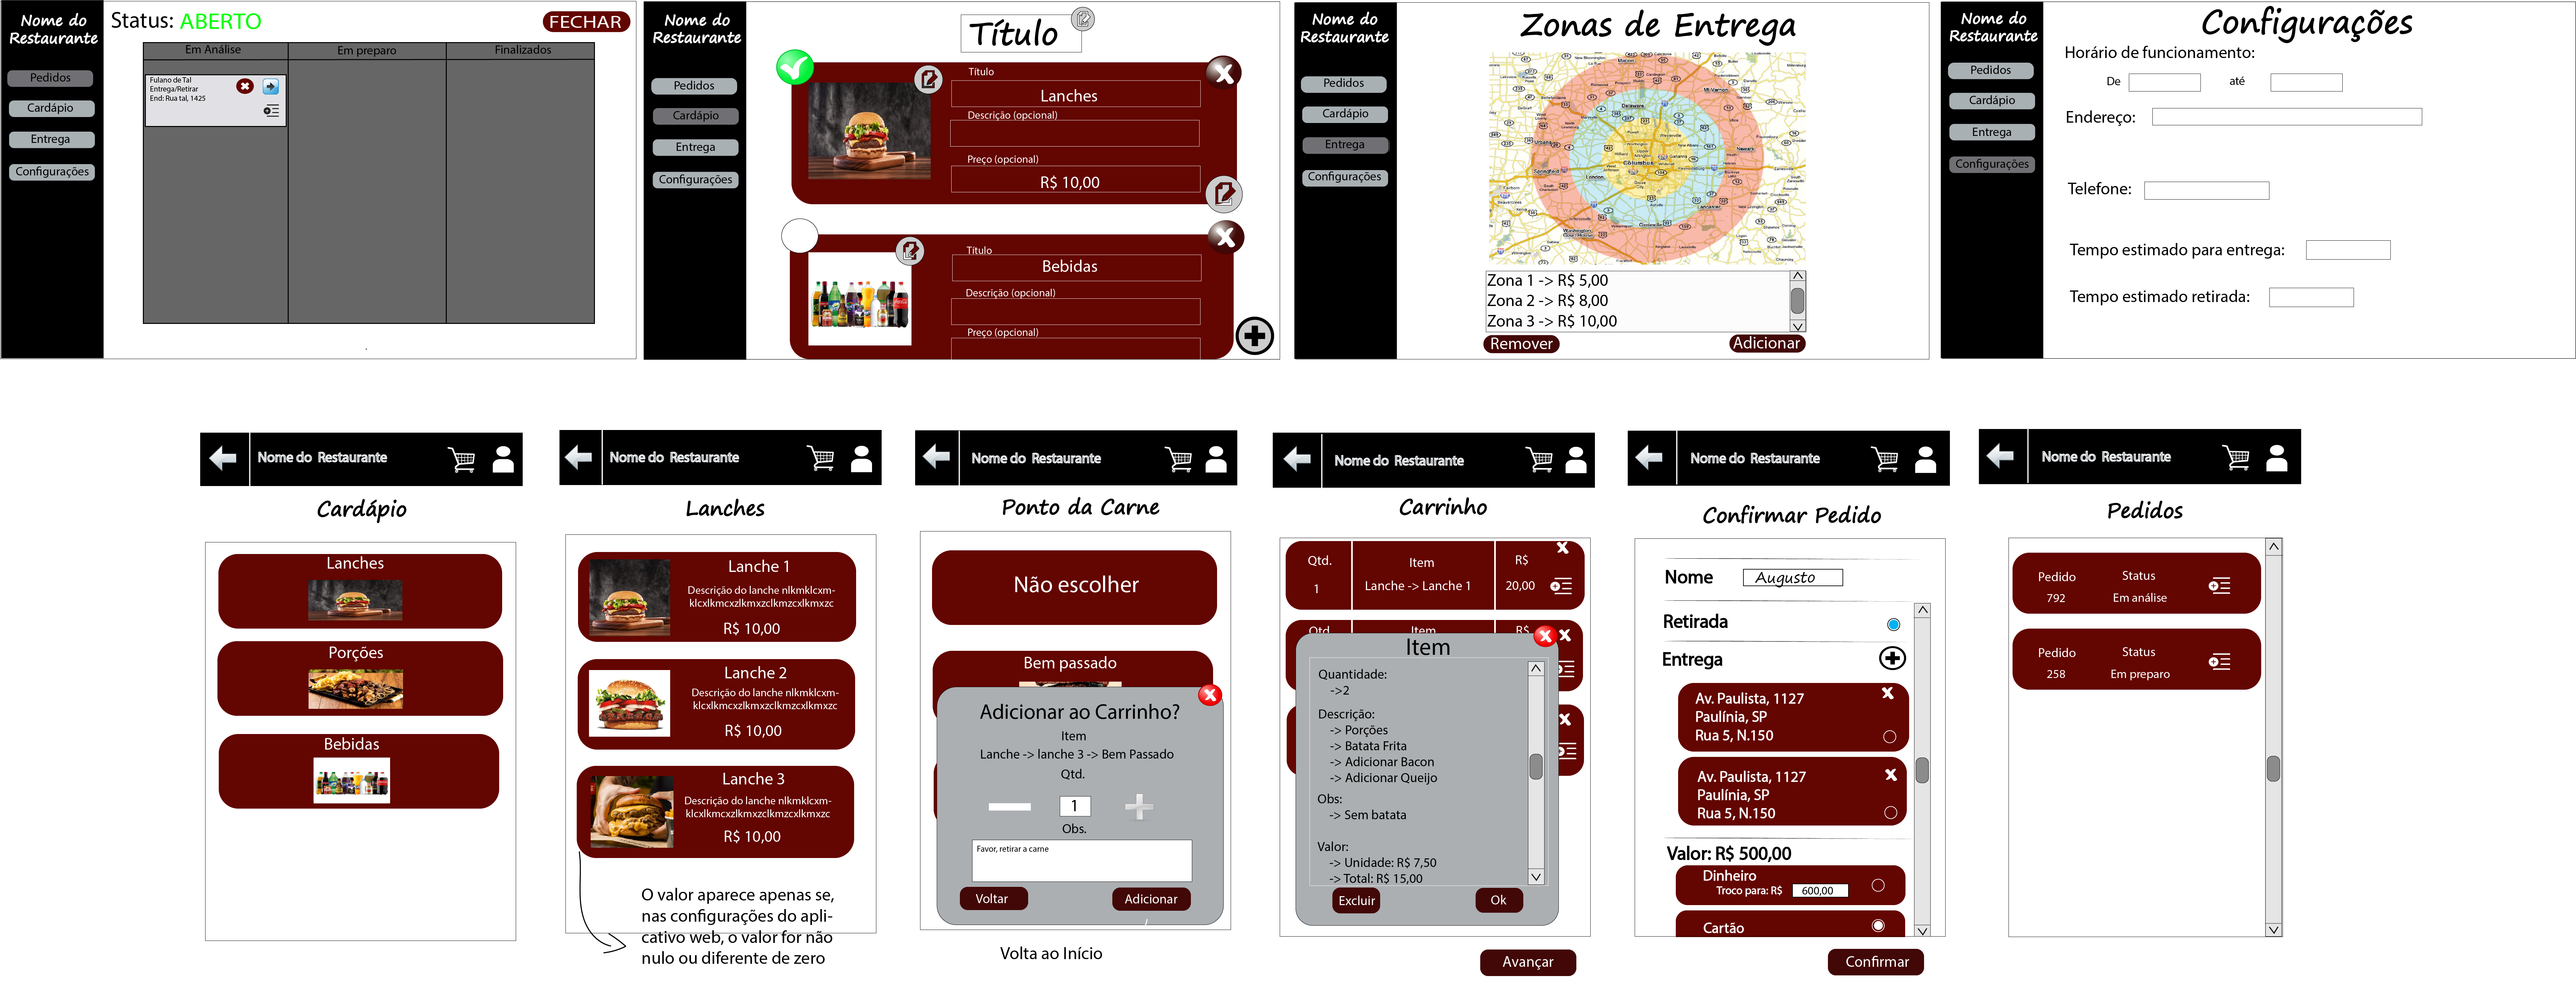 Nome do
Restaurante
Pedidos
Cardápio
Entrega
Configurações
Status: ABERTO
FECHAR
Em Análise
Em preparo
Finalizados
Fulano de Tal
Entrega/Retirar
End: Rua tal, 1425
Nome do
Restaurante
Pedidos
Cardápio
Entrega
Configurações
Título
Título
Lanches
Descrição (opcional)
Preço (opcional)
R$ 10,00
Título
Bebidas
Descrição (opcional)
Preço (opcional)
Nome do
Restaurante
Pedidos
Cardápio
Entrega
Configurações
Zonas de Entrega
Columbus
Zona 1 -> R$ 5,00
Zona 2 -> R$ 8,00
Zona 3 -> R$ 10,00
Remover
Adicionar
Nome do
Restaurante
Pedidos
Cardápio
Entrega
Configurações
Configurações
Horário de funcionamento:
De
até
Endereço:
Telefone:
Tempo estimado para entrega:
Tempo estimado retirada:
Nome do Restaurante
Cardápio
Lanches
Porções
Bebidas
Nome do Restaurante
Lanches
Lanche 1
Descrição do lanche nlkmklcxm-
klcxlkmcxzlkmxzclkmzcxlkmxzc
R$ 10,00
Lanche 2
Descrição do lanche nlkmklcxm-
klcxlkmcxzlkmxzclkmzcxlkmxzc
R$ 10,00
Lanche 3
Descrição do lanche nlkmklcxm-
klcxlkmcxzlkmxzclkmzcxlkmxzc
R$ 10,00
O valor aparece apenas se,
nas configurações do apli-
cativo web, o valor for não
nulo ou diferente de zero
Nome do Restaurante
Ponto da Carne
Não escolher
Bem passado
Adicionar ao Carrinho?
Item
Lanche -> lanche 3 -> Bem Passado
Qtd.
1
Obs.
Favor, retirar a carne
Voltar
Adicionar
Volta ao Início
Nome do Restaurante
Carrinho
Qtd.
Item
R$
1
Lanche -> Lanche 1
20,00
Qtd.
Item
R$
Item
Quantidade:
->2
Descrição:
-> Porções
-> Batata Frita
-> Adicionar Bacon
-> Adicionar Queijo
Obs:
-> Sem batata
Valor:
-> Unidade: R$ 7,50
-> Total: R$ 15,00
Excluir
Ok
Avançar
Nome do Restaurante
Confirmar Pedido
Nome
Augusto
Retirada
Entrega
Av. Paulista, 1127
Paulínia, SP
Rua 5, N.150
Av. Paulista, 1127
Paulínia, SP
Rua 5, N.150
Valor: R$ 500,00
Dinheiro
Troco para: R$ 600,00
Cartão
Confirmar
Nome do Restaurante
Pedidos
Pedido
Status
792
Em análise
Pedido
Status
258
Em preparo